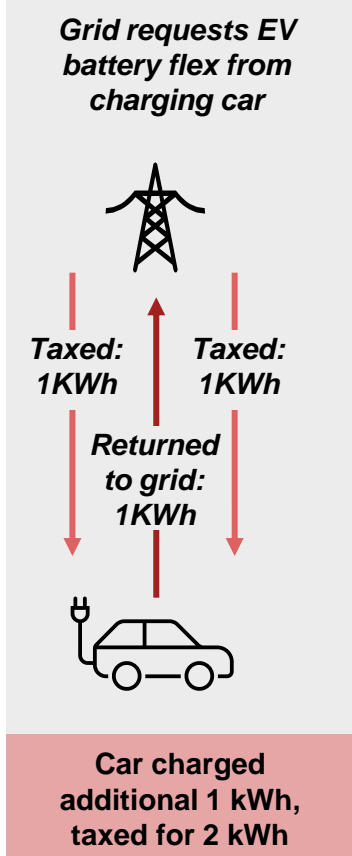 Grid requests EV
battery flex from
charging car
Taxed:
1KWh
Taxed:
1KWh
Returned
to grid:
1KWh
Car charged
additional 1 kWh,
taxed for 2 kWh